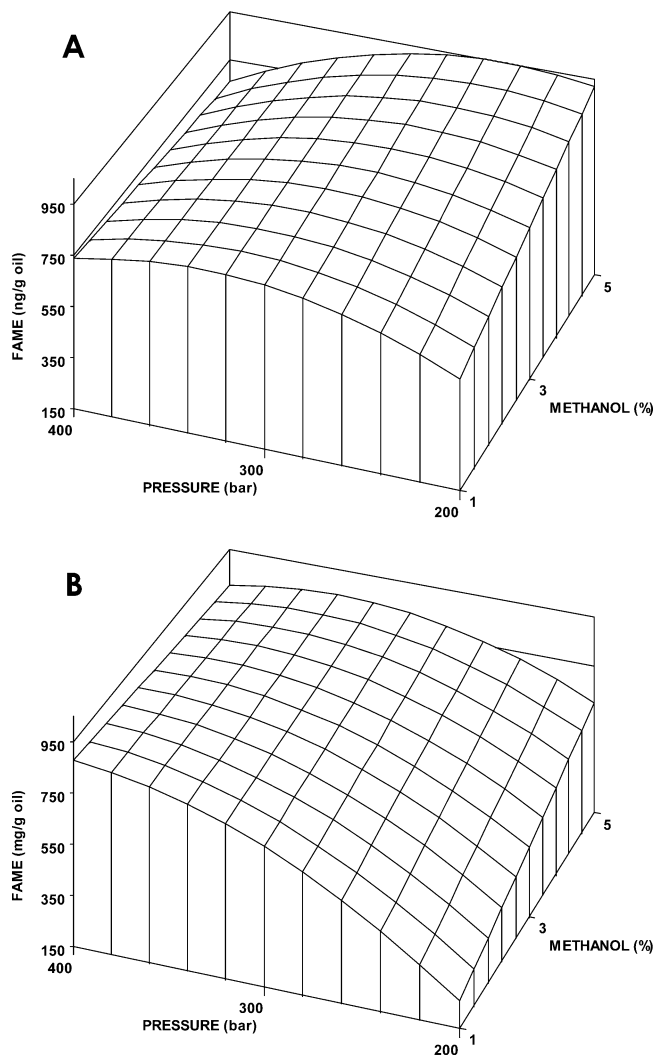 A
950
750
550
350
150
FAME (ng/g oil)
400
300
200
PRESSURE (bar)
1
3
5
METHANOL (%)
B
950
750
550
350
150
FAME (mg/g oil)
400
300
200
PRESSURE (bar)
1
3
5
METHANOL (%)